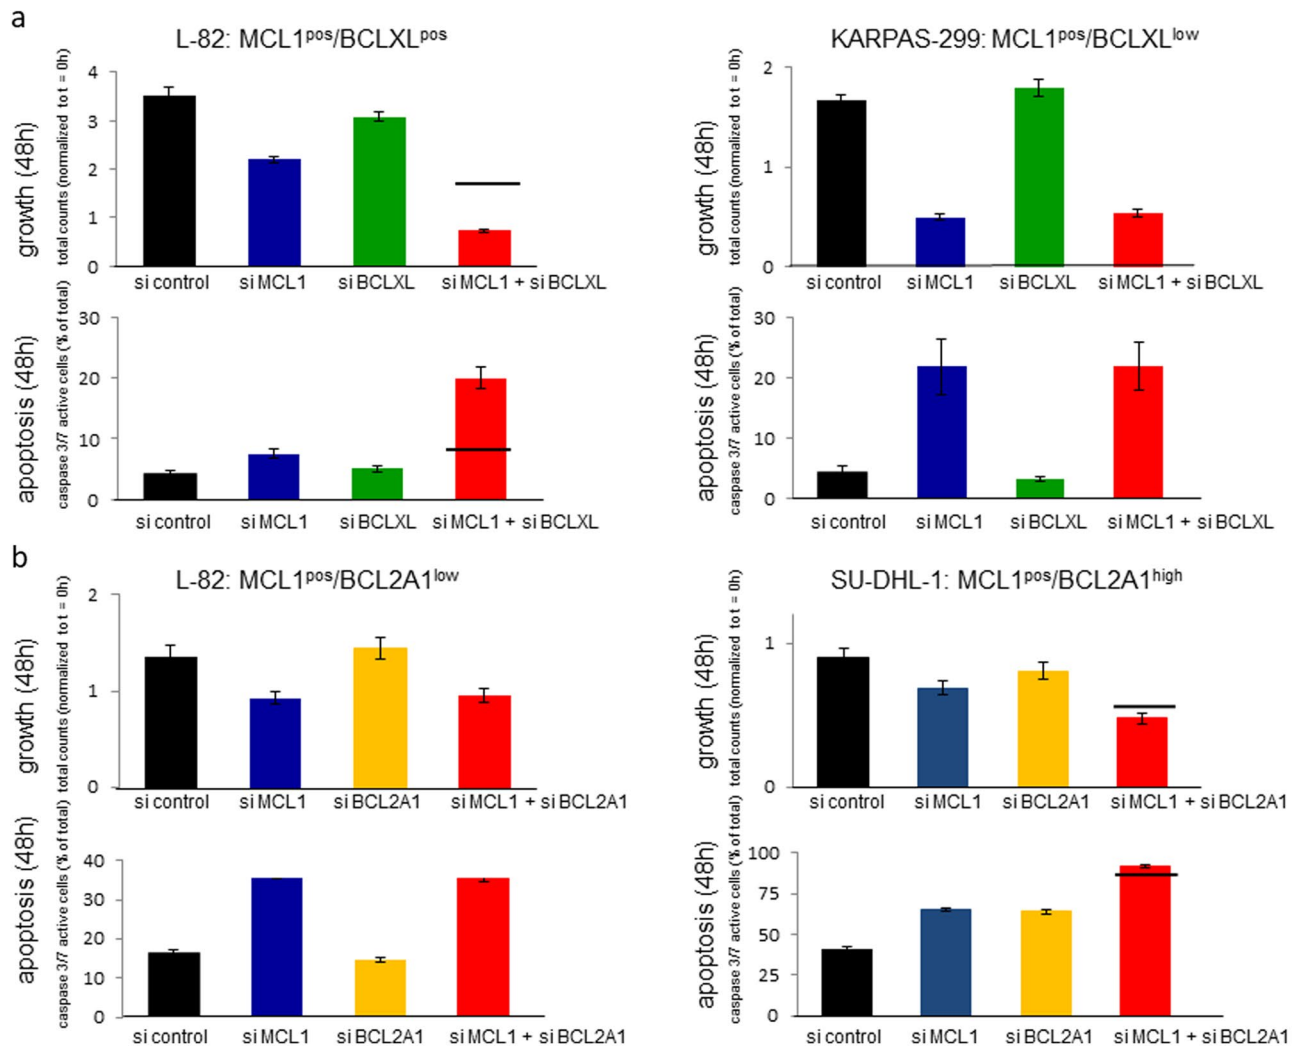 a
L-82: MCL1pos/BCLXLpos
growth (48h)
total counts (normalized to t = 0h)
4
3
2
1
0
si control si MCL1 si BCLXL si MCL1 + si BCLXL
KARPAS-299: MCL1pos/BCLXLlow
growth (48h)
total counts (normalized to t = 0h)
2
1
0
si control si MCL1 si BCLXL si MCL1 + si BCLXL
apoptosis (48h)
caspase 3/7 active cells (% of total)
30
20
10
0
si control si MCL1 si BCLXL si MCL1 + si BCLXL
apoptosis (48h)
caspase 3/7 active cells (% of total)
30
20
10
0
si control si MCL1 si BCLXL si MCL1 + si BCLXL
b
L-82: MCL1pos/BCL2A1low
growth (48h)
total counts (normalized to t = 0h)
2
1
0
si control si MCL1 si BCL2A1 si MCL1 + si BCL2A1
SU-DHL-1: MCL1pos/BCL2A1high
growth (48h)
total counts (normalized to t = 0h)
1
0
si control si MCL1 si BCL2A1 si MCL1 + si BCL2A1
apoptosis (48h)
caspase 3/7 active cells (% of total)
40
30
20
10
0
si control si MCL1 si BCL2A1 si MCL1 + si BCL2A1
apoptosis (48h)
caspase 3/7 active cells (% of total)
100
75
50
25
0
si control si MCL1 si BCL2A1 si MCL1 + si BCL2A1